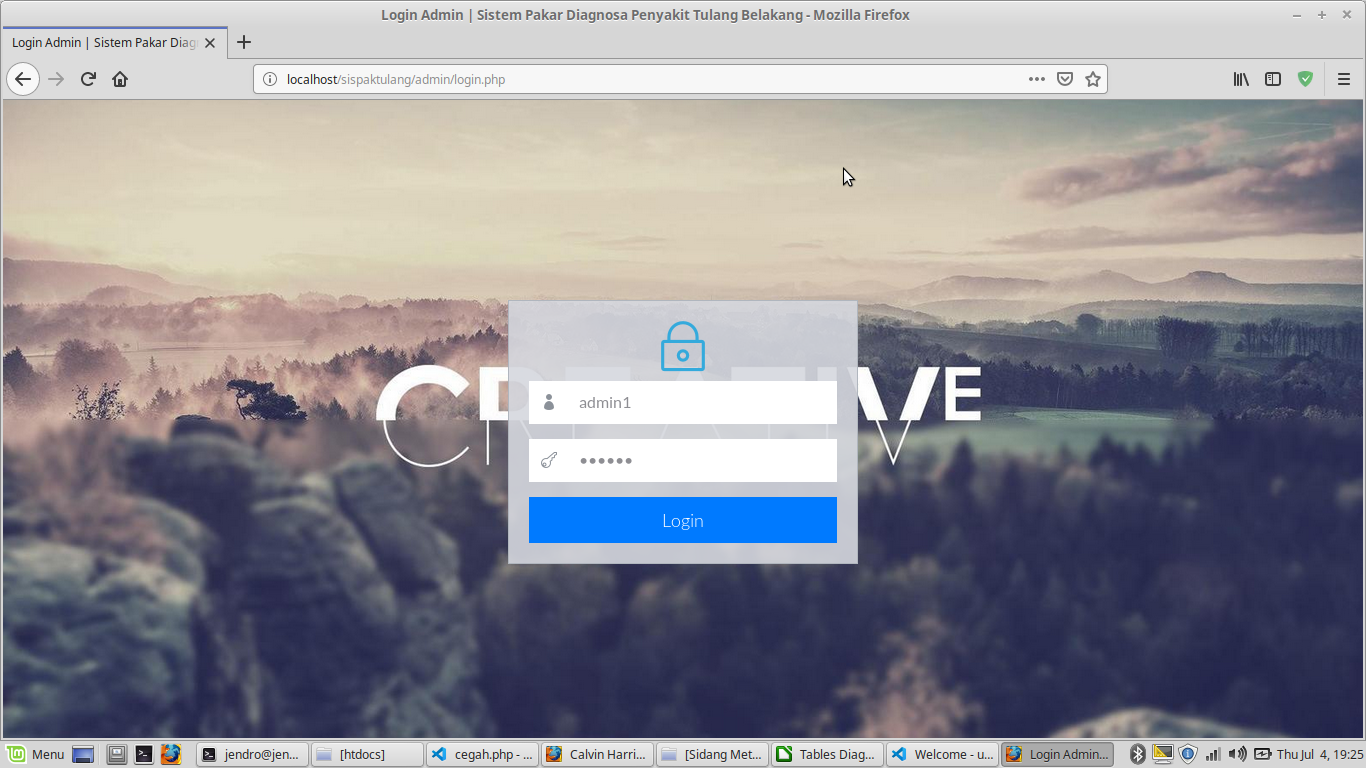 Login Admin | Sistem Pakar Diagnosa Penyakit Tulang Belakang - Mozilla Firefox
Login Admin | Sistem Pakar Diag
localhost/sispaktulang/admin/login.php
CREATIVE
admin1
••••••
Login
Menu
jendro@jen...
[htdocs]
cegah.php - ...
Calvin Harri...
[Sidang Met...
Tables Diag...
Welcome - u...
Login Admin...
Thu Jul 4, 19:25